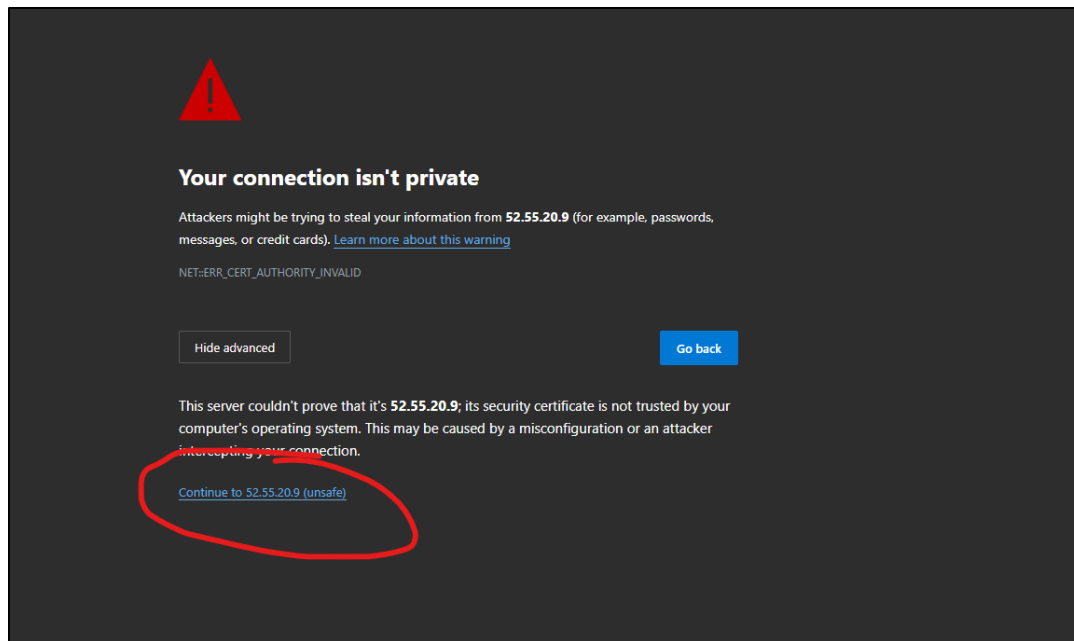 Your connection isn't private
Attackers might be trying to steal your information from 52.55.20.9 (for example, passwords,
messages, or credit cards). Learn more about this warning
NET::ERR_CERT_AUTHORITY_INVALID
Hide advanced
Go back
This server couldn't prove that it's 52.55.20.9; its security certificate is not trusted by your
computer's operating system. This may be caused by a misconfiguration or an attacker
intercepting your connection.
Continue to 52.55.20.9 (unsafe)